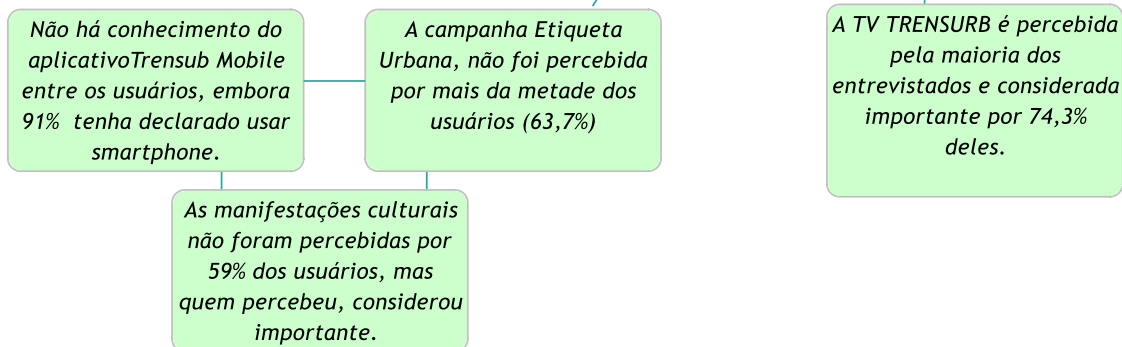 Não há conhecimento do
aplicativoTrensub Mobile
entre os usuários, embora
91% tenha declarado usar
smartphone.
A campanha Etiqueta
Urbana, não foi percebida
por mais da metade dos
usuários (63,7%)
A TV TRENSURB é percebida
pela maioria dos
entrevistados e considerada
importante por 74,3%
deles.
As manifestações culturais
não foram percebidas por
59% dos usuários, mas
quem percebeu, considerou
importante.